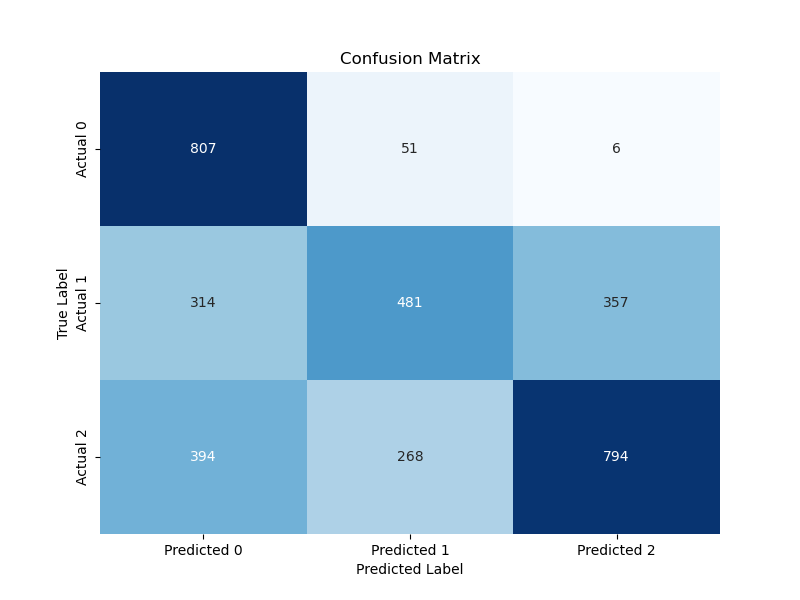 Confusion Matrix
True Label
Actual 0
807 51 6
Actual 1
314 481 357
Actual 2
394 268 794
Predicted 0 Predicted 1 Predicted 2
Predicted Label